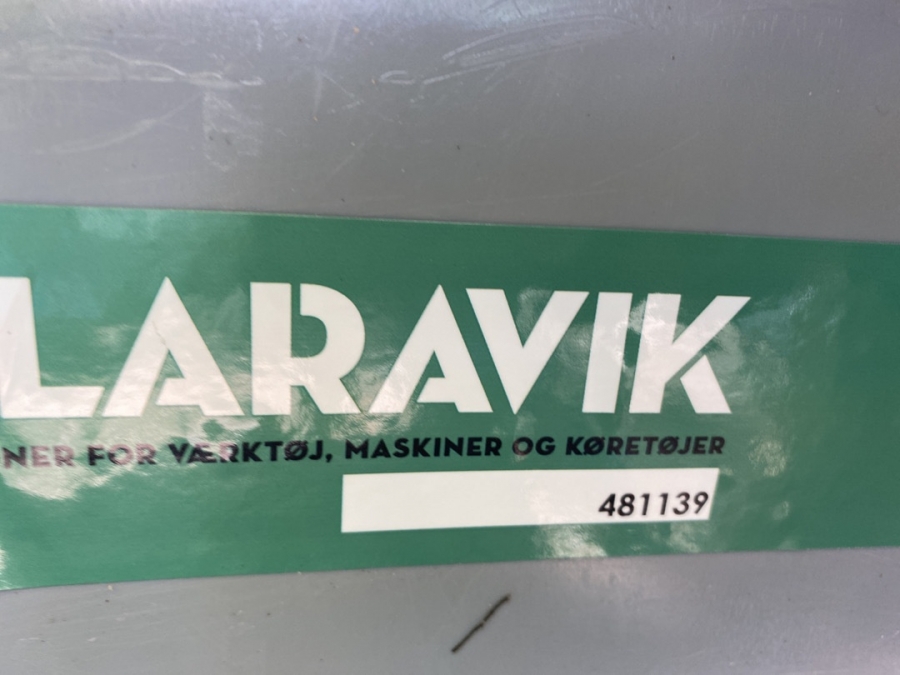 LARAVIK
NER FOR VÆRKTØJ, MASKINER OG KØRETØJER
481139